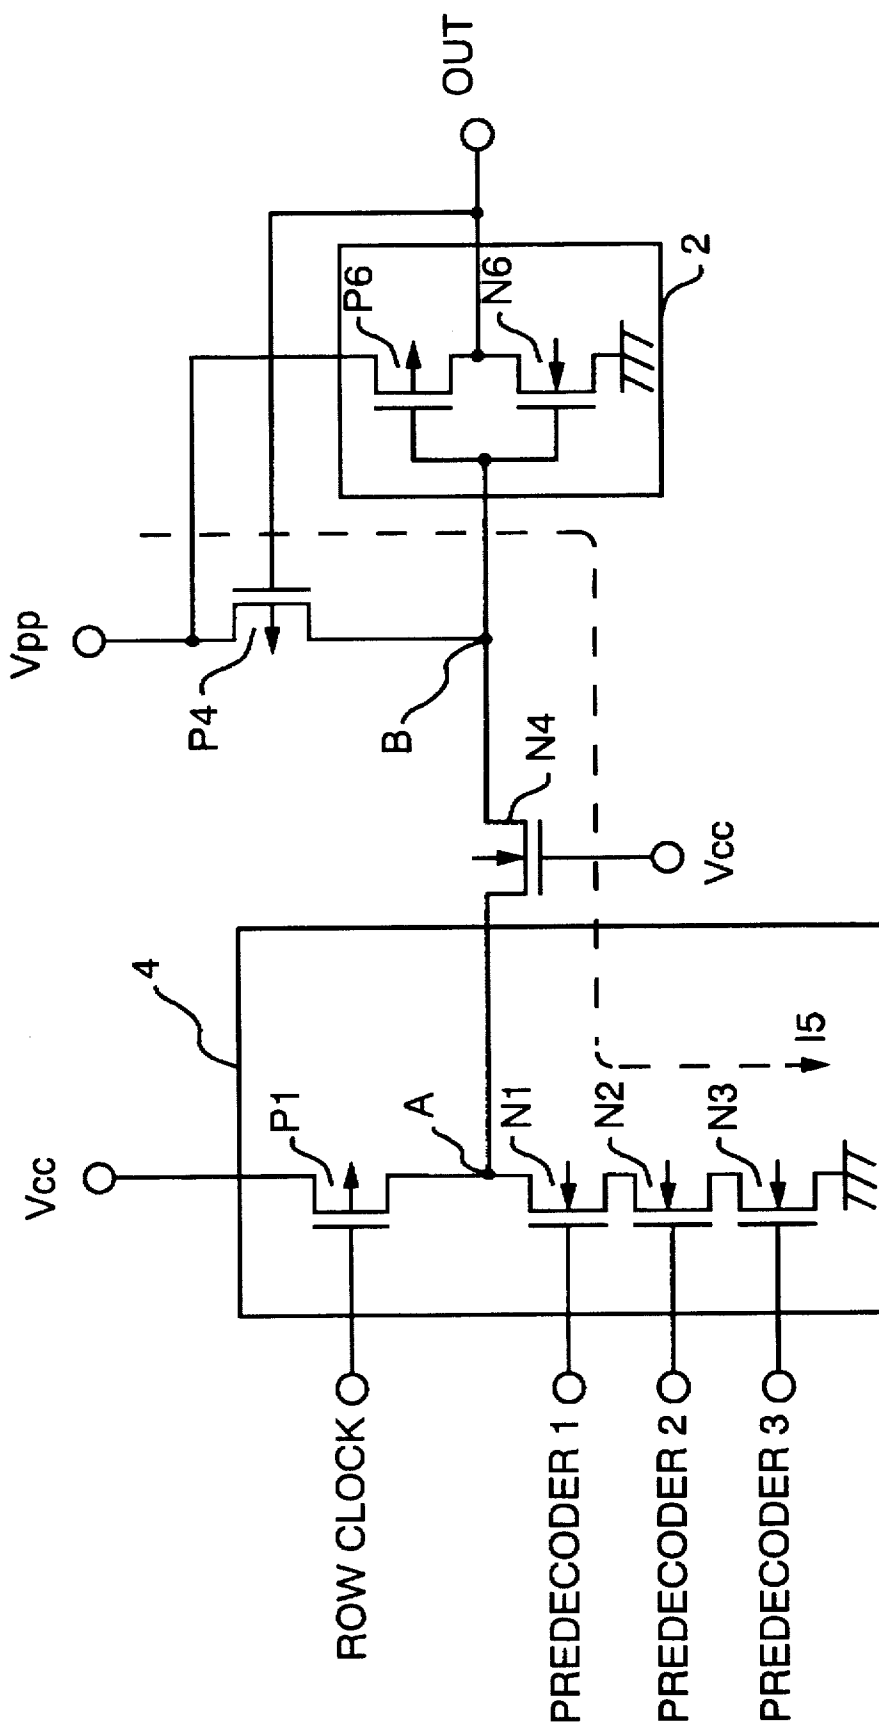 Vcc
4
P1
A
N1
N2
N3
I5
ROW CLOCK
PREDECODER 1
PREDECODER 2
PREDECODER 3
Vpp
P4
B
N4
Vcc
P6
N6
2
OUT